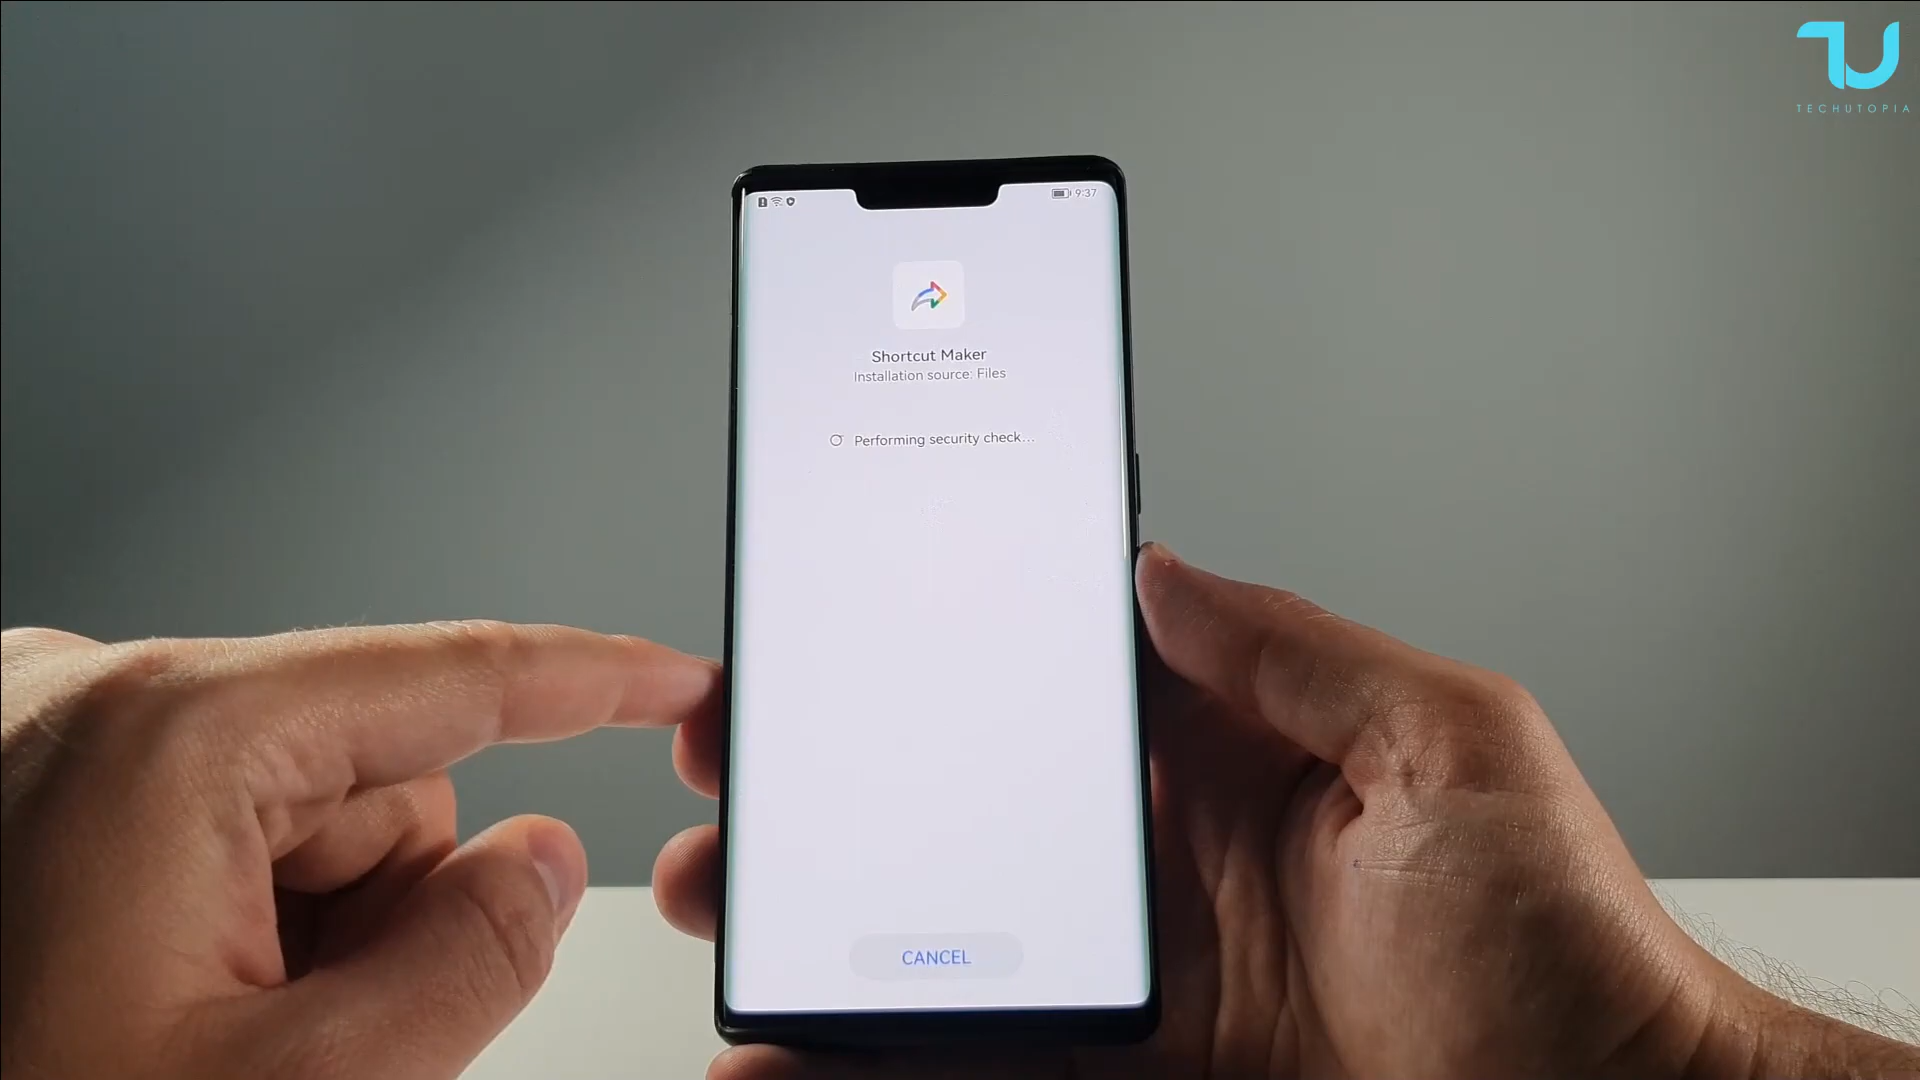 TECHUTOPIA
9:37
Shortcut Maker
Installation source: Files
Performing security check...
CANCEL